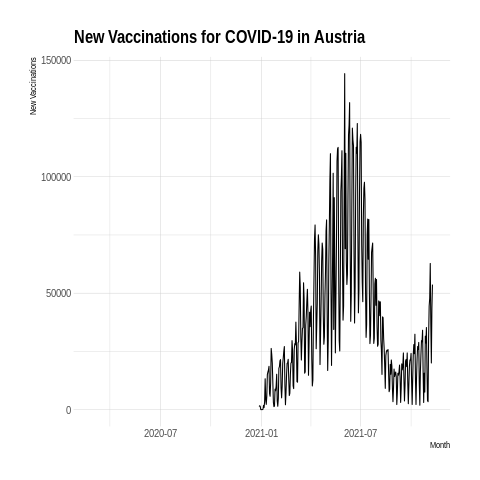 New Vaccinations for COVID-19 in Austria
New Vaccinations
150000
100000
50000
0
2020-07 2021-01 2021-07
Month